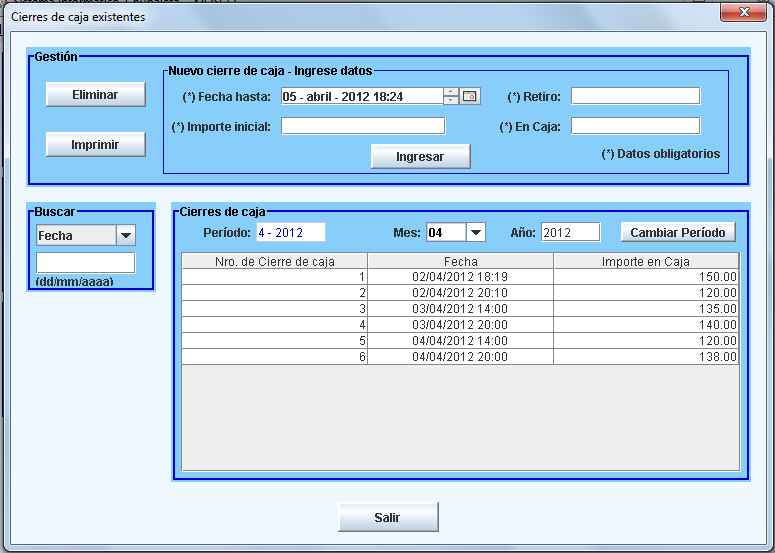 Cierres de caja existentes
Gestión
Eliminar
Imprimir
Nuevo cierre de caja - Ingrese datos
(*) Fecha hasta: 05 - abril - 2012 18:24 (*) Retiro:
(*) Importe inicial: (*) En Caja:
Ingresar (*) Datos obligatorios
Buscar
Fecha
(dd/mm/aaaa)
Cierres de caja
Período: 4 - 2012 Mes: 04 Año: 2012 Cambiar Período
Nro. de Cierre de caja Fecha Importe en Caja
1 02/04/2012 18:19 150.00
2 02/04/2012 20:10 120.00
3 03/04/2012 14:00 135.00
4 03/04/2012 20:00 140.00
5 04/04/2012 14:00 120.00
6 04/04/2012 20:00 138.00
Salir